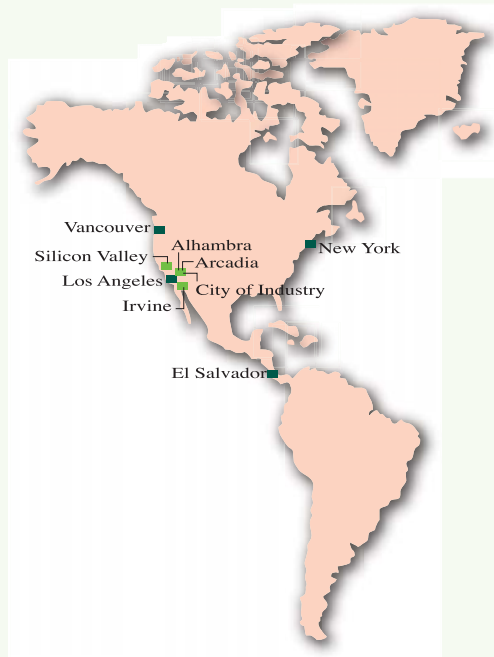 Vancouver
Alhambra
New York
Silicon Valley
Arcadia
Los Angeles
City of Industry
Irvine
El Salvador